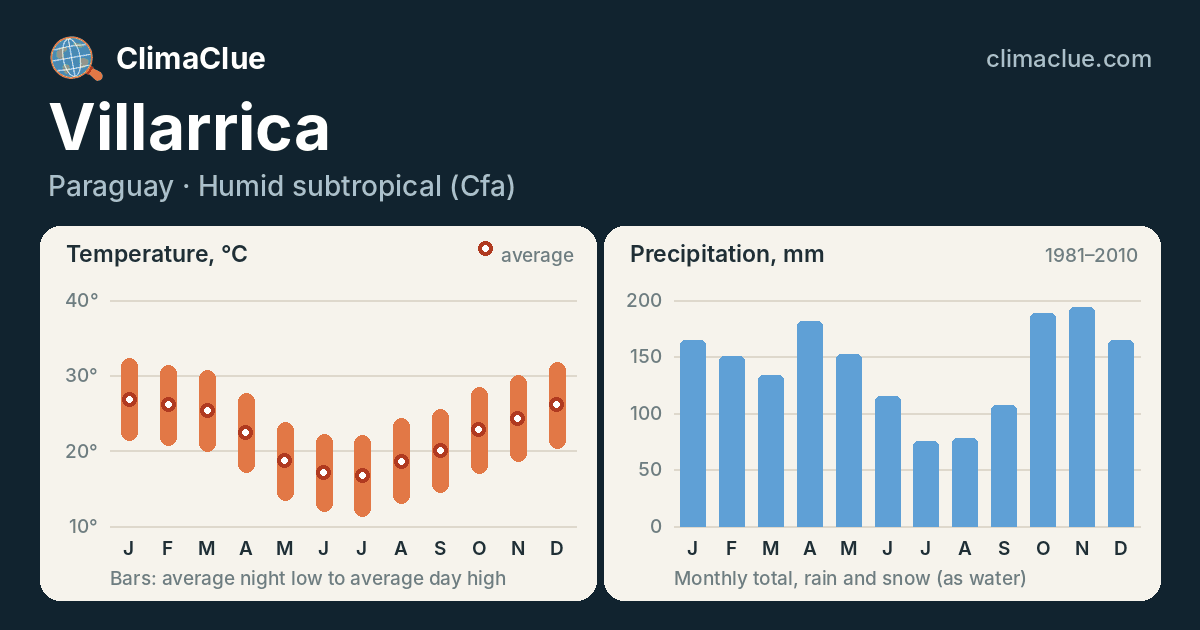 ClimaClue
climaclue.com
Villarrica
Paraguay · Humid subtropical (Cfa)
Temperature, °C
average
40°
30°
20°
10°
J F M A M J J A S O N D
Bars: average night low to average day high
Precipitation, mm
1981–2010
200
150
100
50
0
J F M A M J J A S O N D
Monthly total, rain and snow (as water)